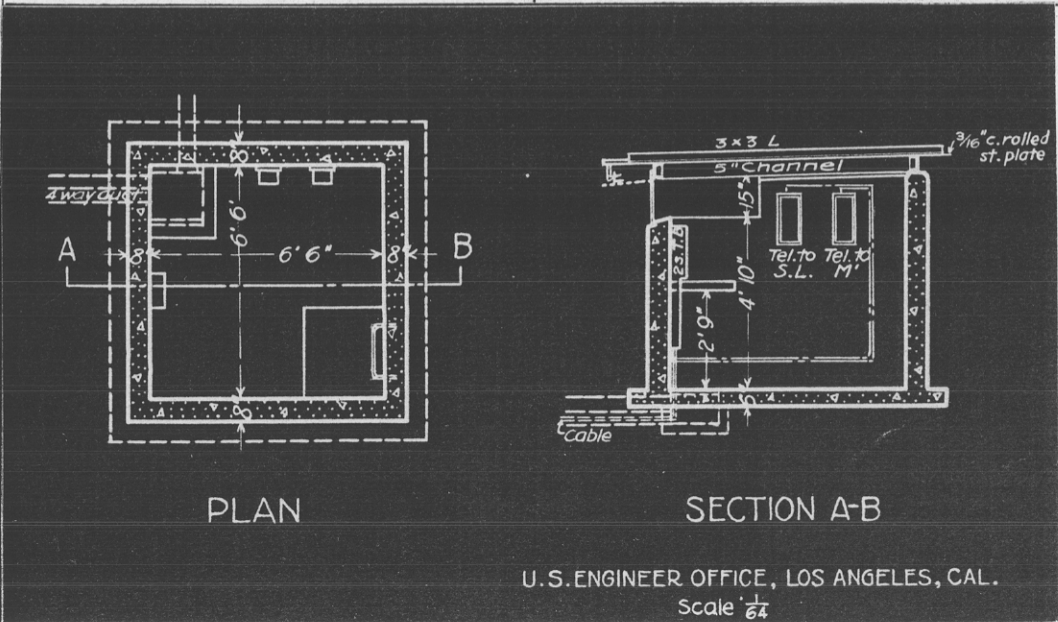 8"
4 way duct
6' 6'
A
8"
6' 6"
8"
B
8"
PLAN
3 x 3 L
3/16" c. rolled
st. plate
5" Channel
15"
23. T.B
Tel. to
S.L.
Tel. to
M'
4' 10"
2' 9"
Cable
SECTION A-B
U.S. ENGINEER OFFICE, LOS ANGELES, CAL.
Scale 1/64